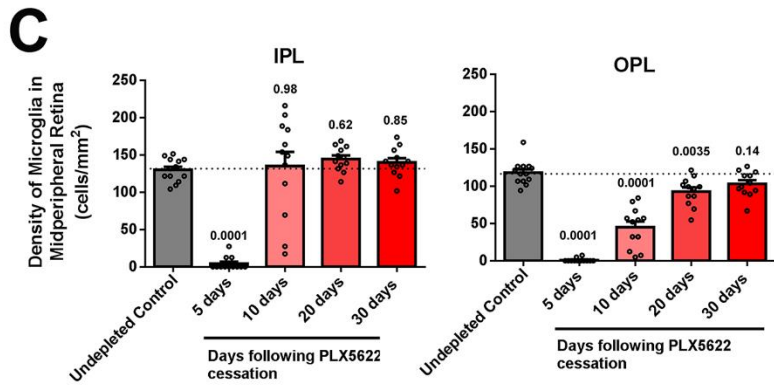 C
IPL
Density of Microglia in
Midperipheral Retina
(cells/mm²)
250
200
150
100
50
0
0.0001
0.98
0.62
0.85
Undepleted Control
5 days
10 days
20 days
30 days
Days following PLX5622
cessation
OPL
250
200
150
100
50
0
0.0001
0.0001
0.0035
0.14
Undepleted Control
5 days
10 days
20 days
30 days
Days following PLX5622
cessation